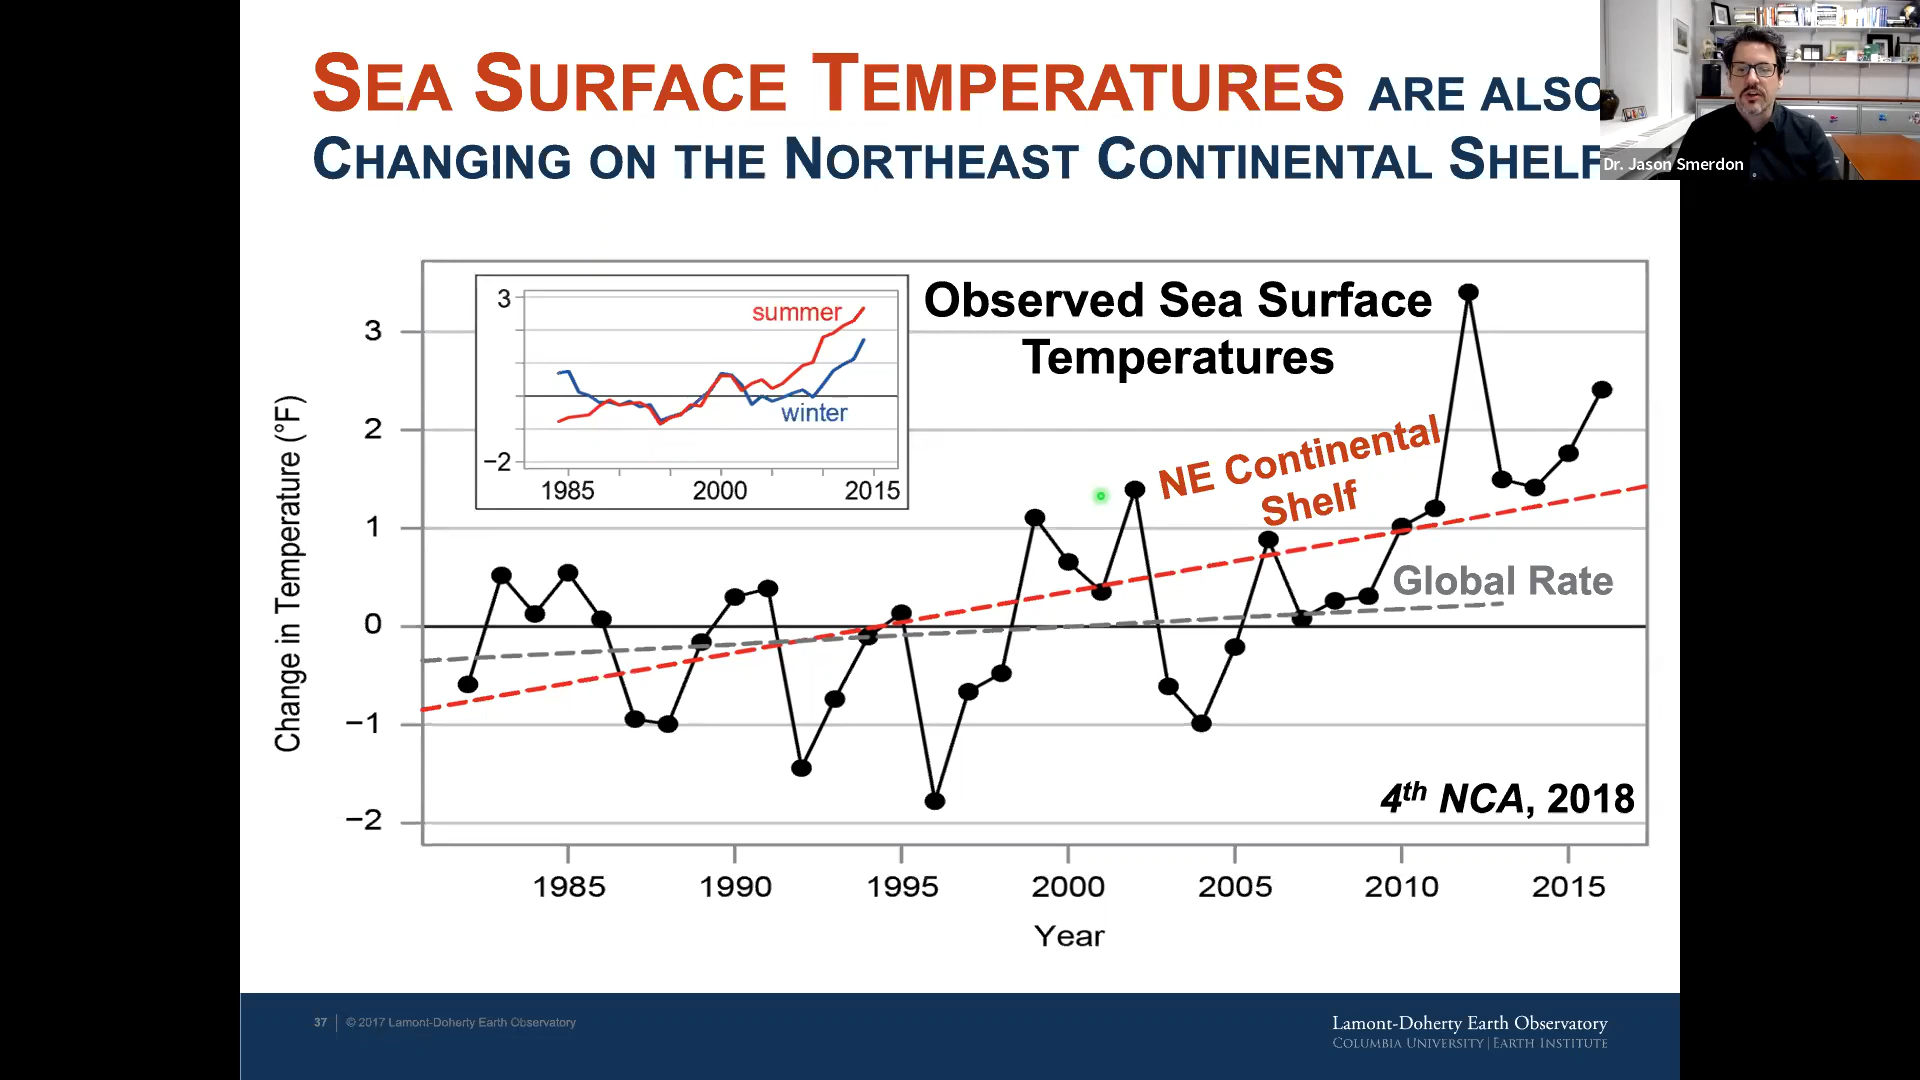 SEA SURFACE TEMPERATURES ARE ALSO
CHANGING ON THE NORTHEAST CONTINENTAL SHELF
Dr. Jason Smerdon
Observed Sea Surface
Temperatures
3
summer
winter
−2
1985 2000 2015
NE Continental
Shelf
Global Rate
4th NCA, 2018
Change in Temperature (°F)
3
2
1
0
−1
−2
1985 1990 1995 2000 2005 2010 2015
Year
37 © 2017 Lamont-Doherty Earth Observatory
Lamont-Doherty Earth Observatory
COLUMBIA UNIVERSITY | EARTH INSTITUTE